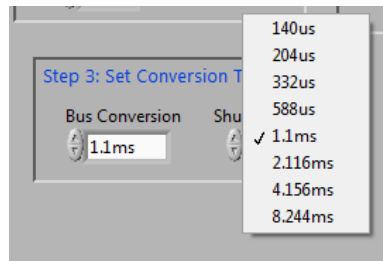 Step 3: Set Conversion T
Bus Conversion
Shu
1.1ms
140us
204us
332us
588us
✓ 1.1ms
2.116ms
4.156ms
8.244ms